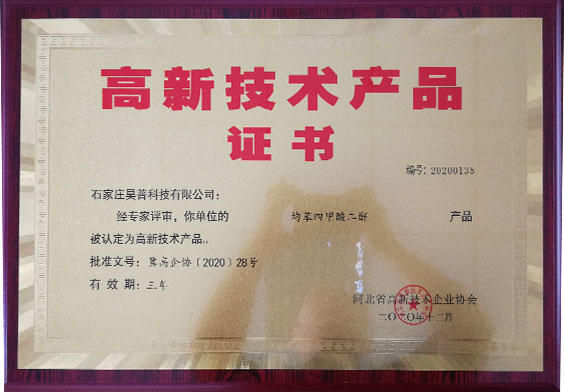 高新技术产品
证书
编号:20200135
石家庄昊普科技有限公司:
经专家评审,你单位的 均苯四甲酸二酐 产品
被认定为高新技术产品。
批准文号:冀高企协〔2020〕28号
有效期:三年
河北省高新技术企业协会
二〇二〇年十二月